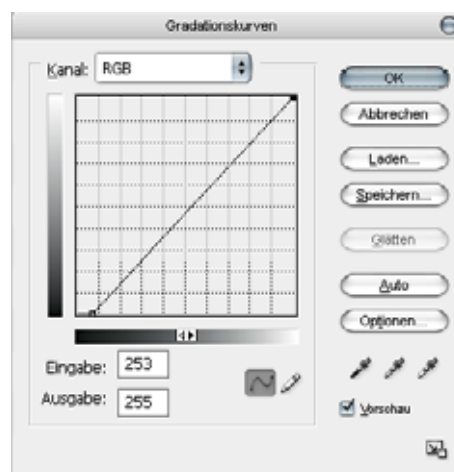 Gradationskurven
Kanal: RGB
OK
Abbrechen
Laden...
Speichern...
Glätten
Auto
Optionen...
Eingabe: 253
Ausgabe: 255
Vorschau